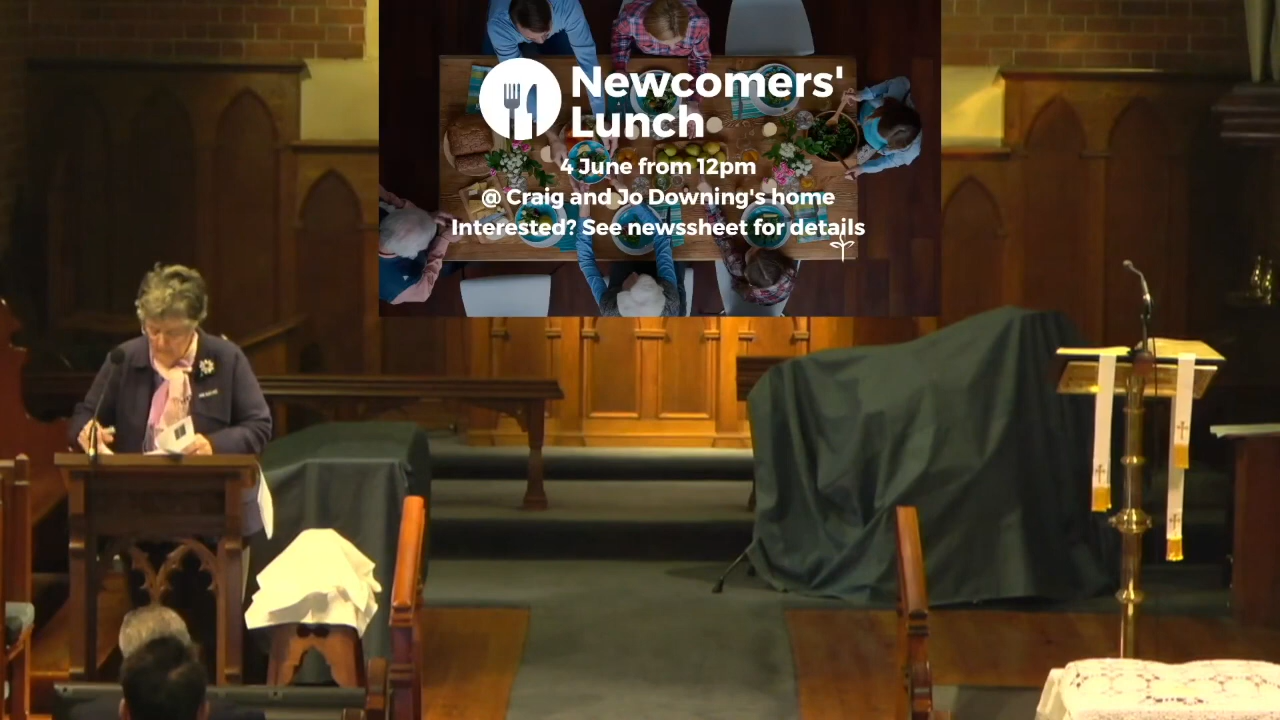 Newcomers'
Lunch
4 June from 12pm
@ Craig and Jo Downing's home
Interested? See newssheet for details